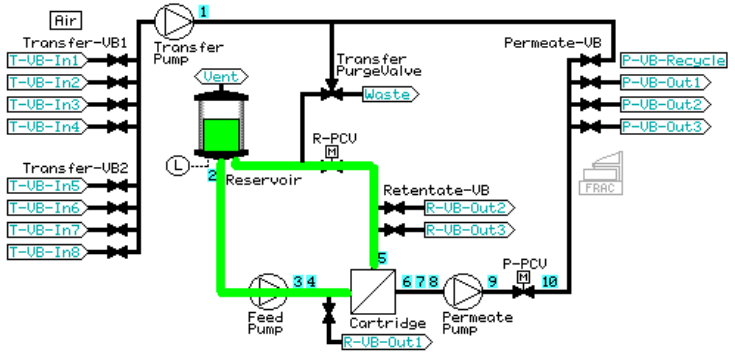 1
Air
Transfer-VB1
Transfer
Pump
Permeate-VB
T-VB-In1
T-VB-In2
T-VB-In3
T-VB-In4
Vent
Transfer
PurgeValve
Waste
P-VB-Recycle
P-VB-Out1
P-VB-Out2
P-VB-Out3
R-PCV
M
L
2
Reservoir
FRAC
Transfer-VB2
T-VB-In5
T-VB-In6
T-VB-In7
T-VB-In8
Retentate-VB
R-VB-Out2
R-VB-Out3
5
P-PCV
M
3 4
6 7 8
9
10
Feed
Pump
Cartridge
Permeate
Pump
R-VB-Out1